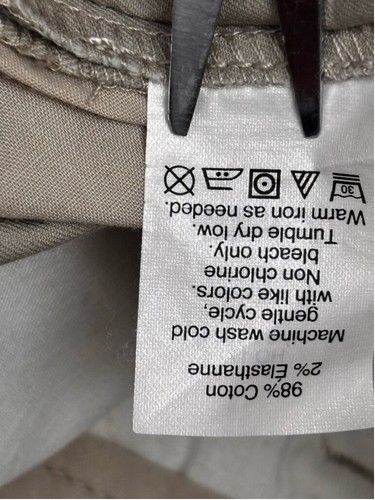 98% Coton
2% Elasthanne
Machine wash cold
gentle cycle,
with like colors.
Non chlorine
bleach only.
Tumble dry low.
Warm iron as needed.
30